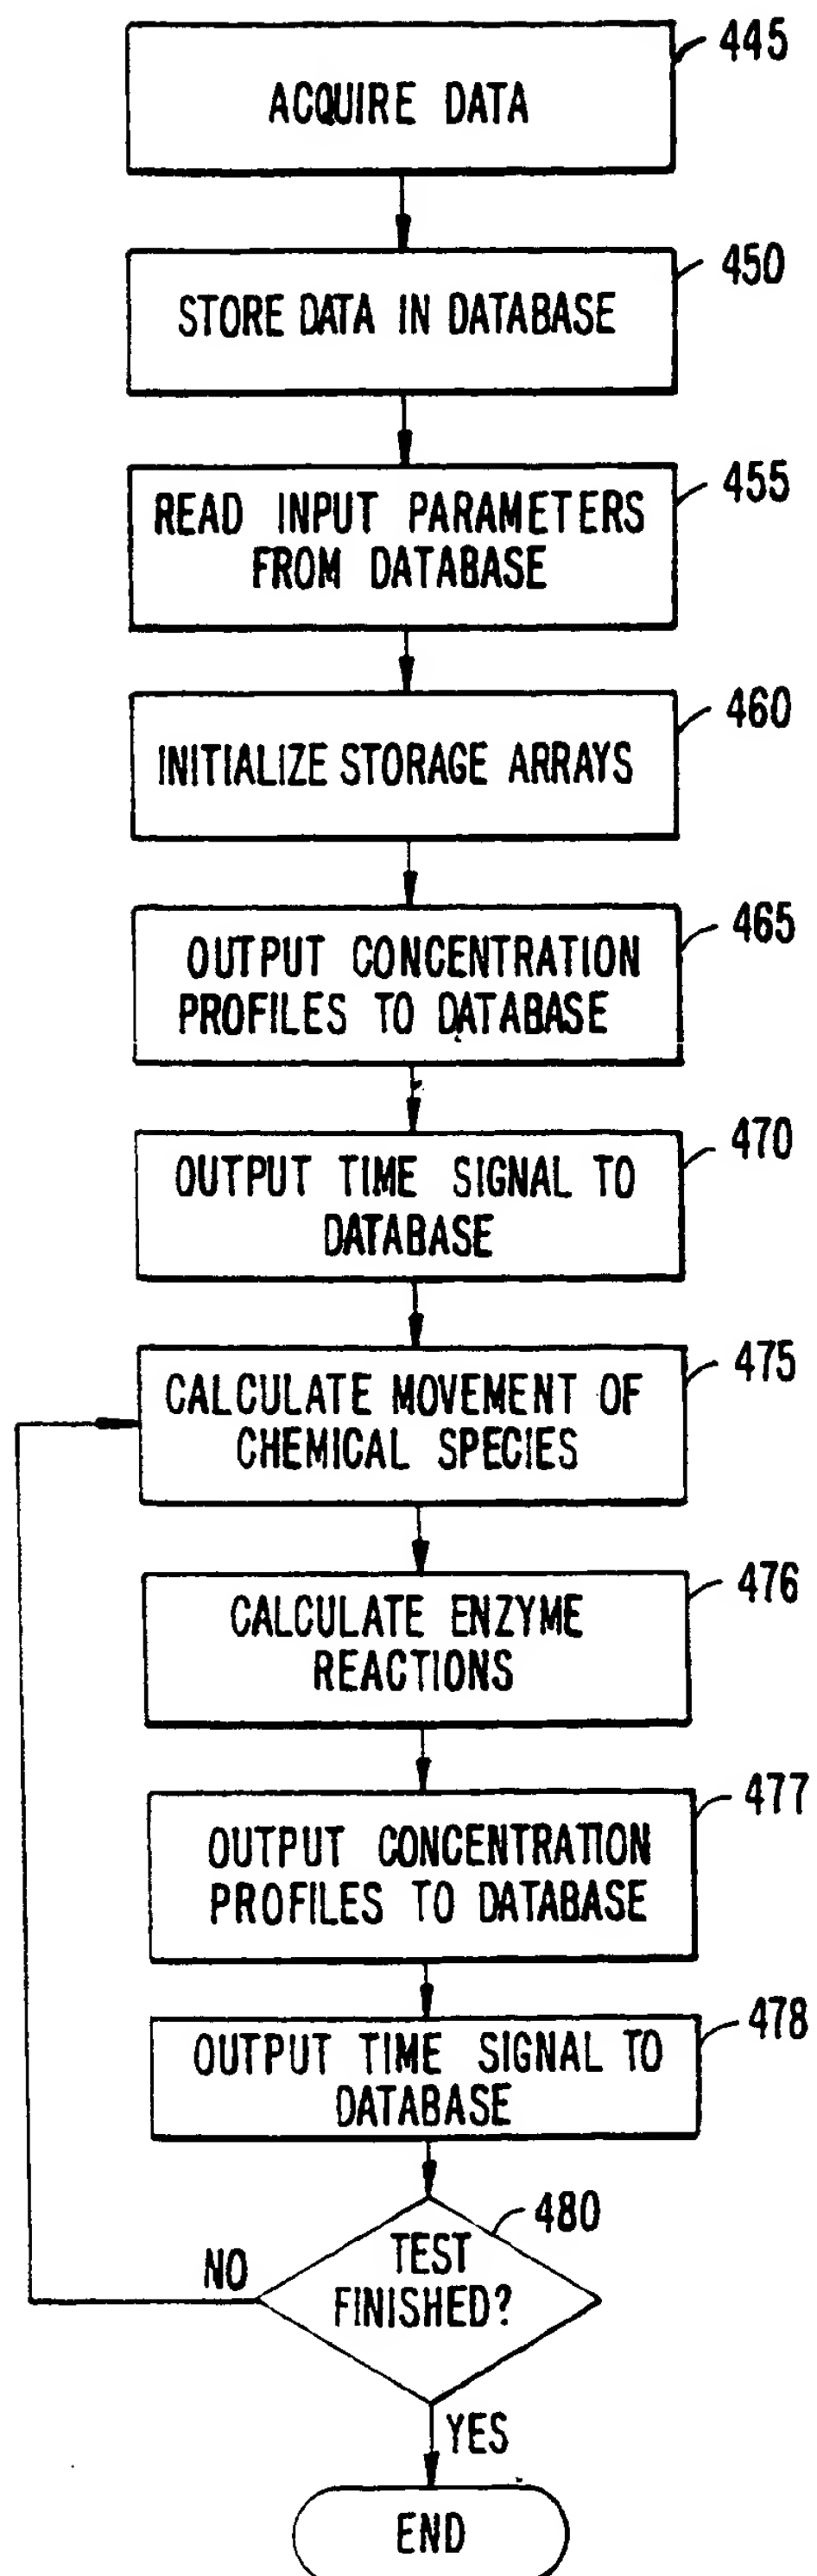 445
ACQUIRE DATA
450
STORE DATA IN DATABASE
455
READ INPUT PARAMETERS
FROM DATABASE
460
INITIALIZE STORAGE ARRAYS
465
OUTPUT CONCENTRATION
PROFILES TO DATABASE
470
OUTPUT TIME SIGNAL TO
DATABASE
475
CALCULATE MOVEMENT OF
CHEMICAL SPECIES
476
CALCULATE ENZYME
REACTIONS
477
OUTPUT CONCENTRATION
PROFILES TO DATABASE
478
OUTPUT TIME SIGNAL TO
DATABASE
480
TEST
FINISHED?
NO
YES
END